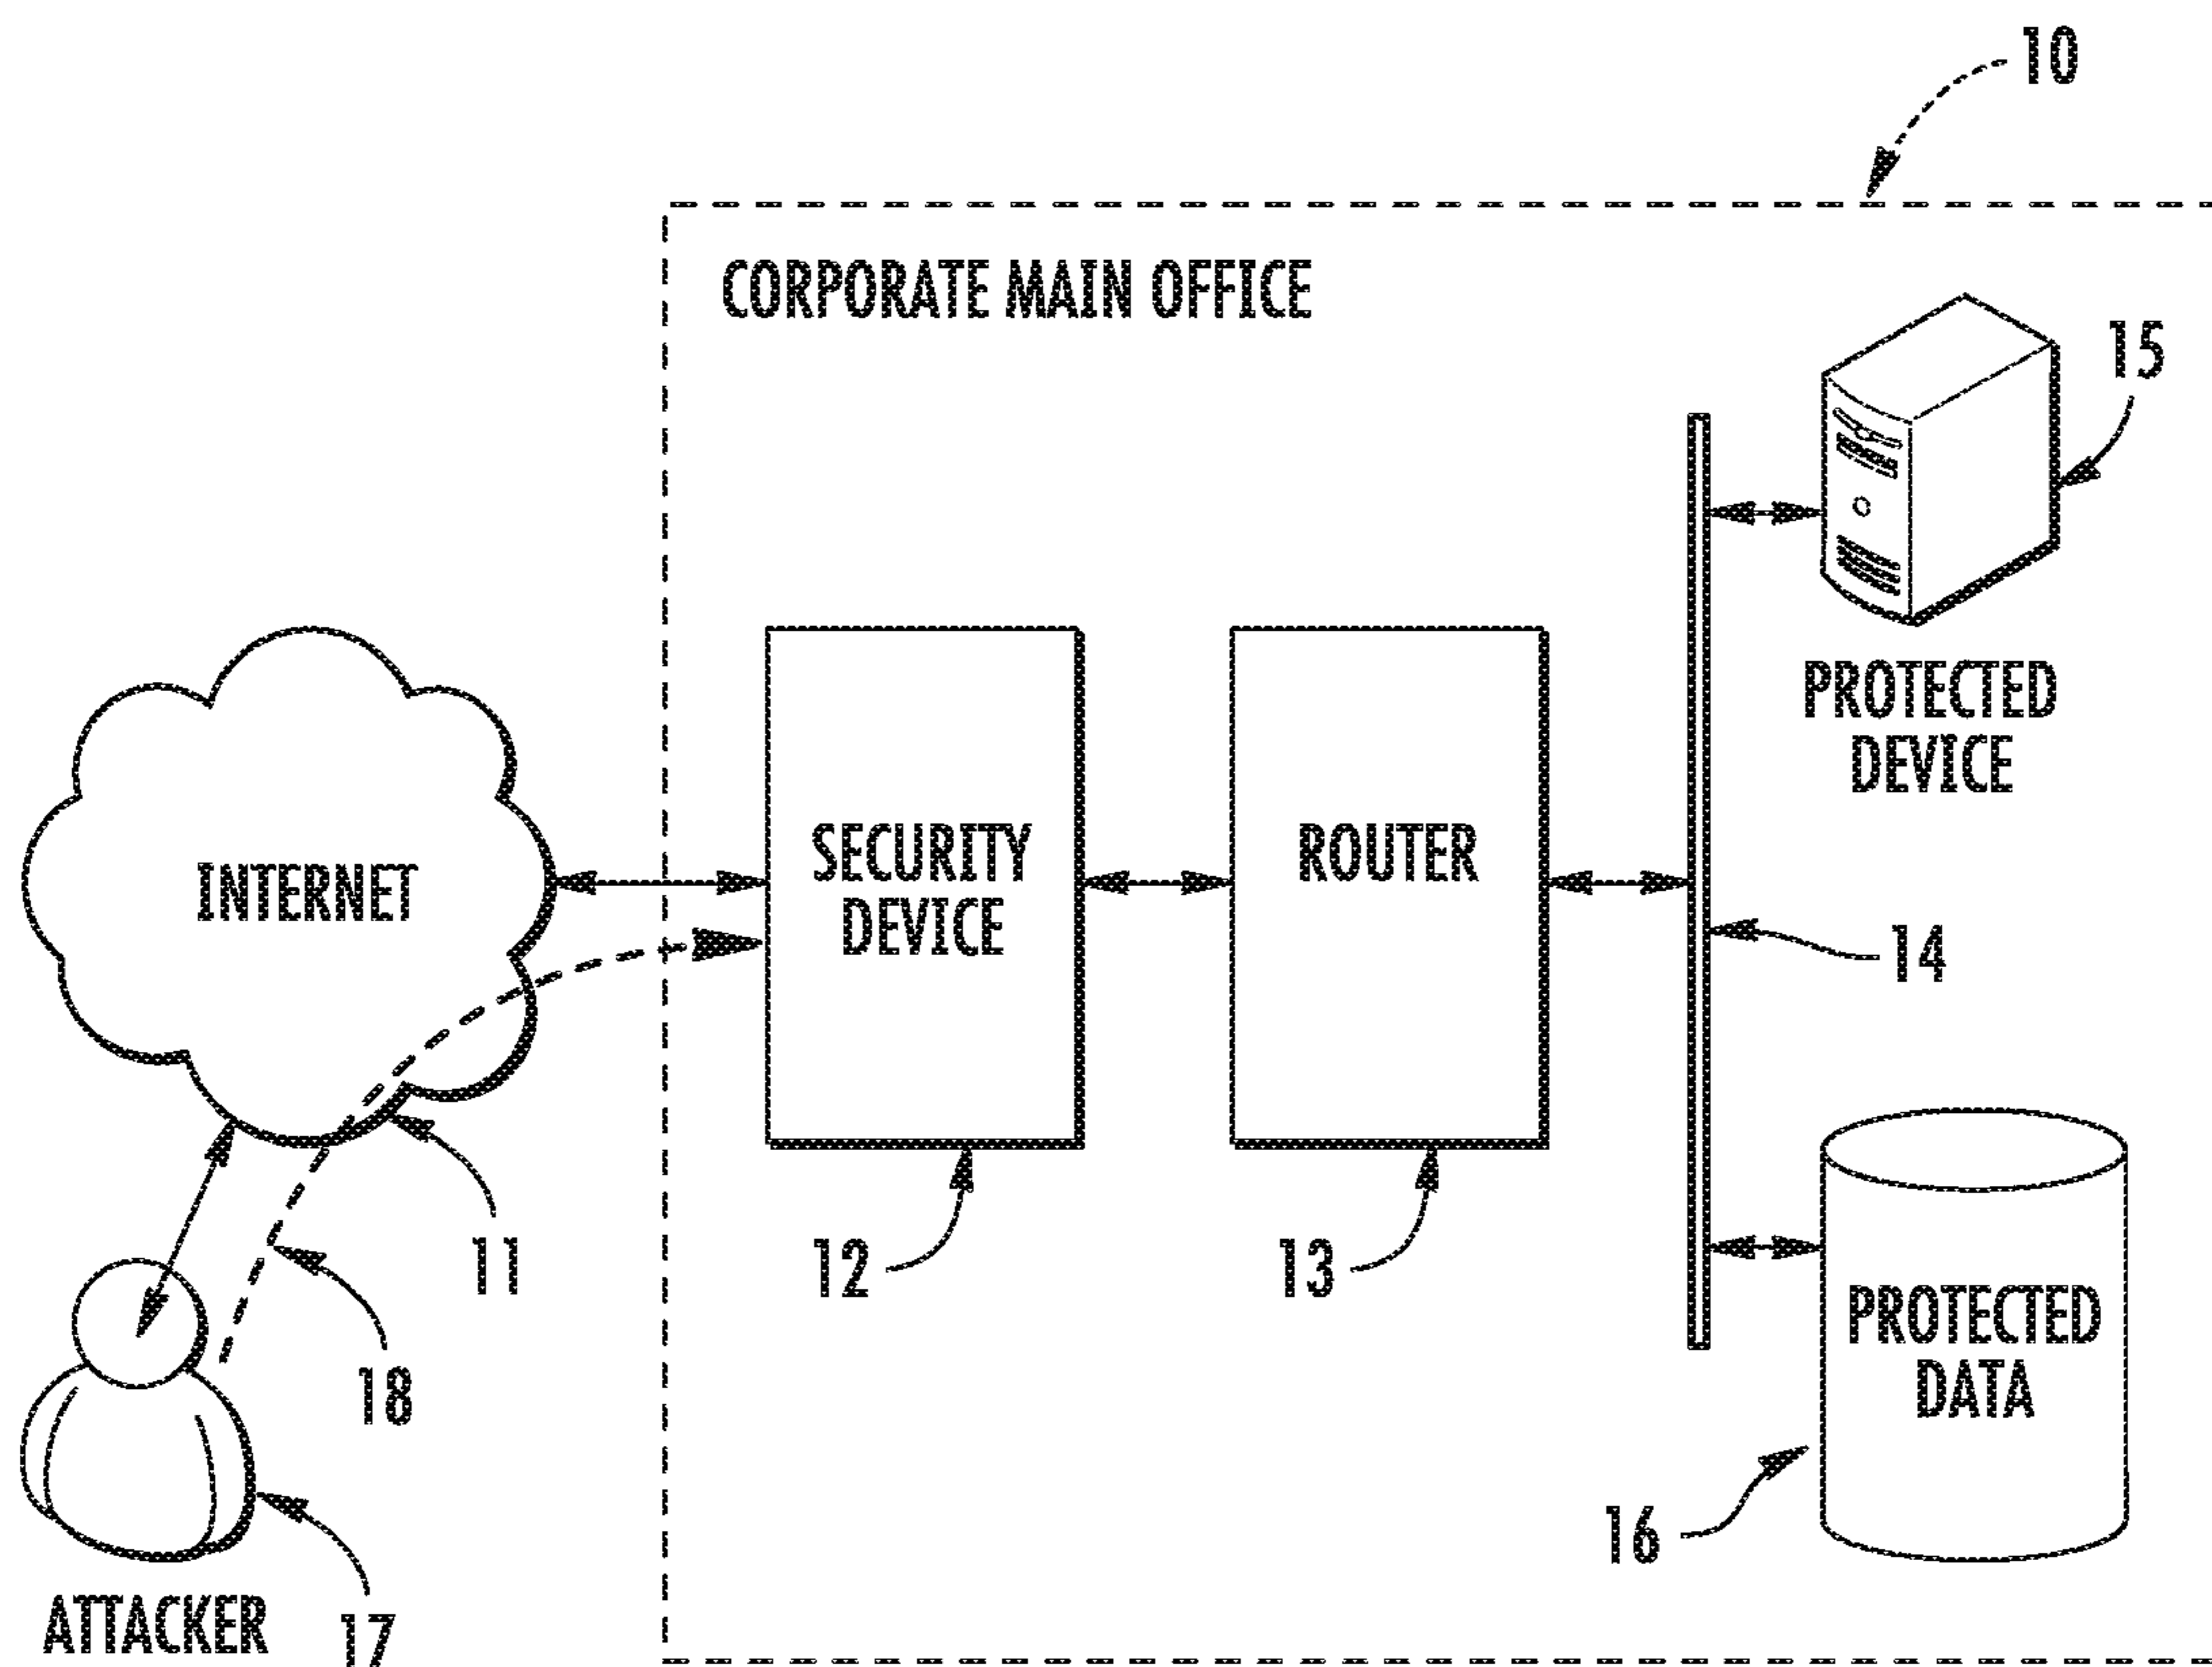 10
CORPORATE MAIN OFFICE
15
PROTECTED
DEVICE
INTERNET
SECURITY
DEVICE
ROUTER
14
11
12
13
PROTECTED
DATA
18
16
ATTACKER
17